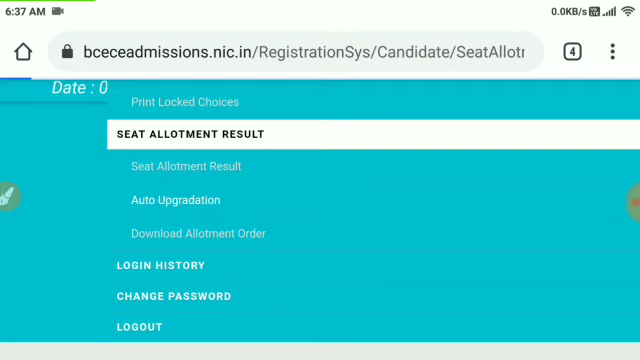 6:37 AM 0.0KB/s
bceceadmissions.nic.in/RegistrationSys/Candidate/SeatAllotr
4
Date : 0
Print Locked Choices
SEAT ALLOTMENT RESULT
Seat Allotment Result
Auto Upgradation
Download Allotment Order
LOGIN HISTORY
CHANGE PASSWORD
LOGOUT